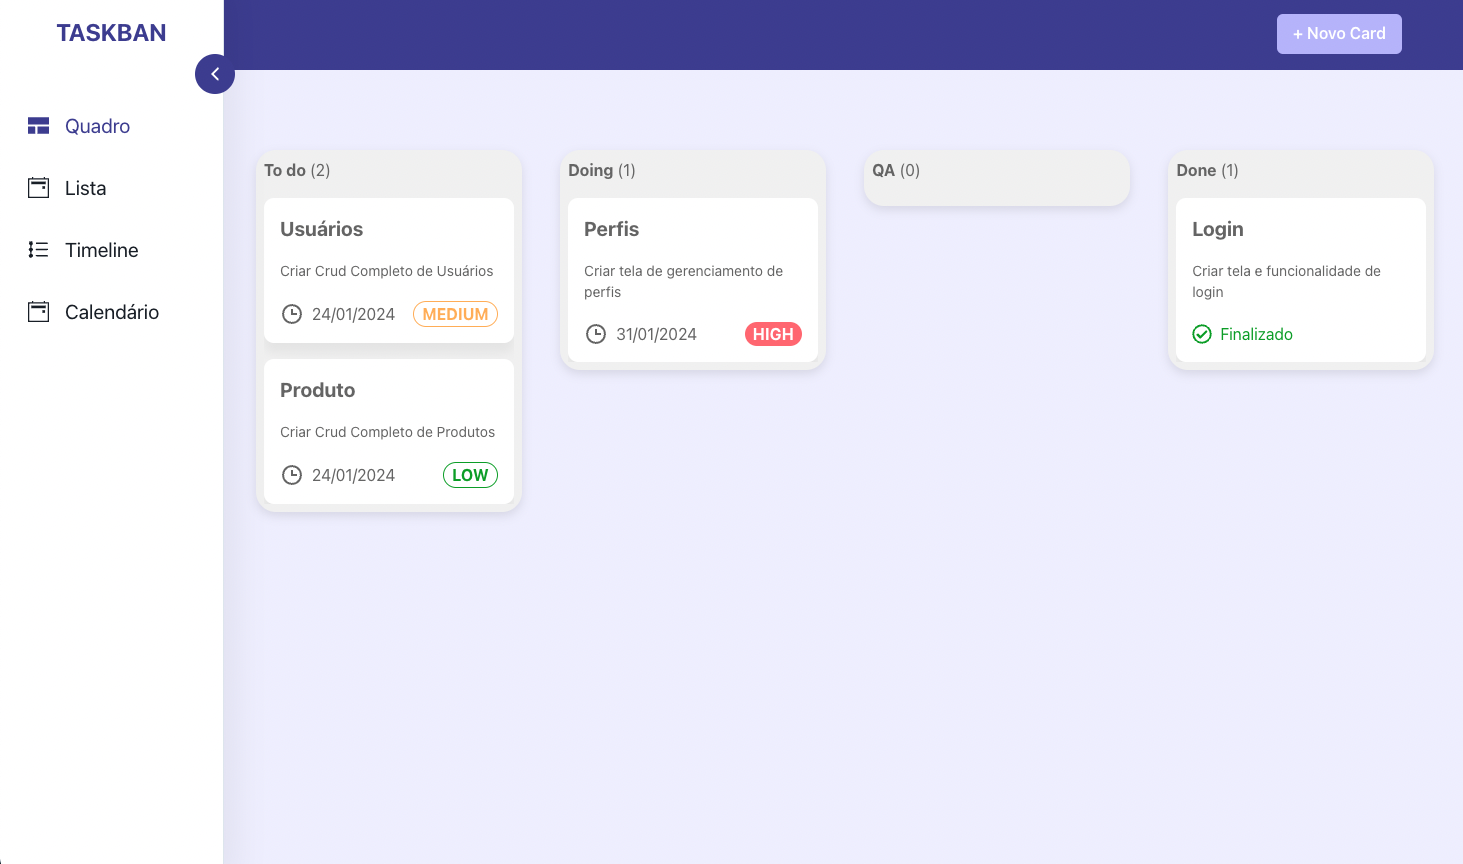 TASKBAN
+ Novo Card
Quadro
Lista
Timeline
Calendário
To do (2)
Usuários
Criar Crud Completo de Usuários
24/01/2024 MEDIUM
Produto
Criar Crud Completo de Produtos
24/01/2024 LOW
Doing (1)
Perfis
Criar tela de gerenciamento de
perfis
31/01/2024 HIGH
QA (0)
Done (1)
Login
Criar tela e funcionalidade de
login
Finalizado